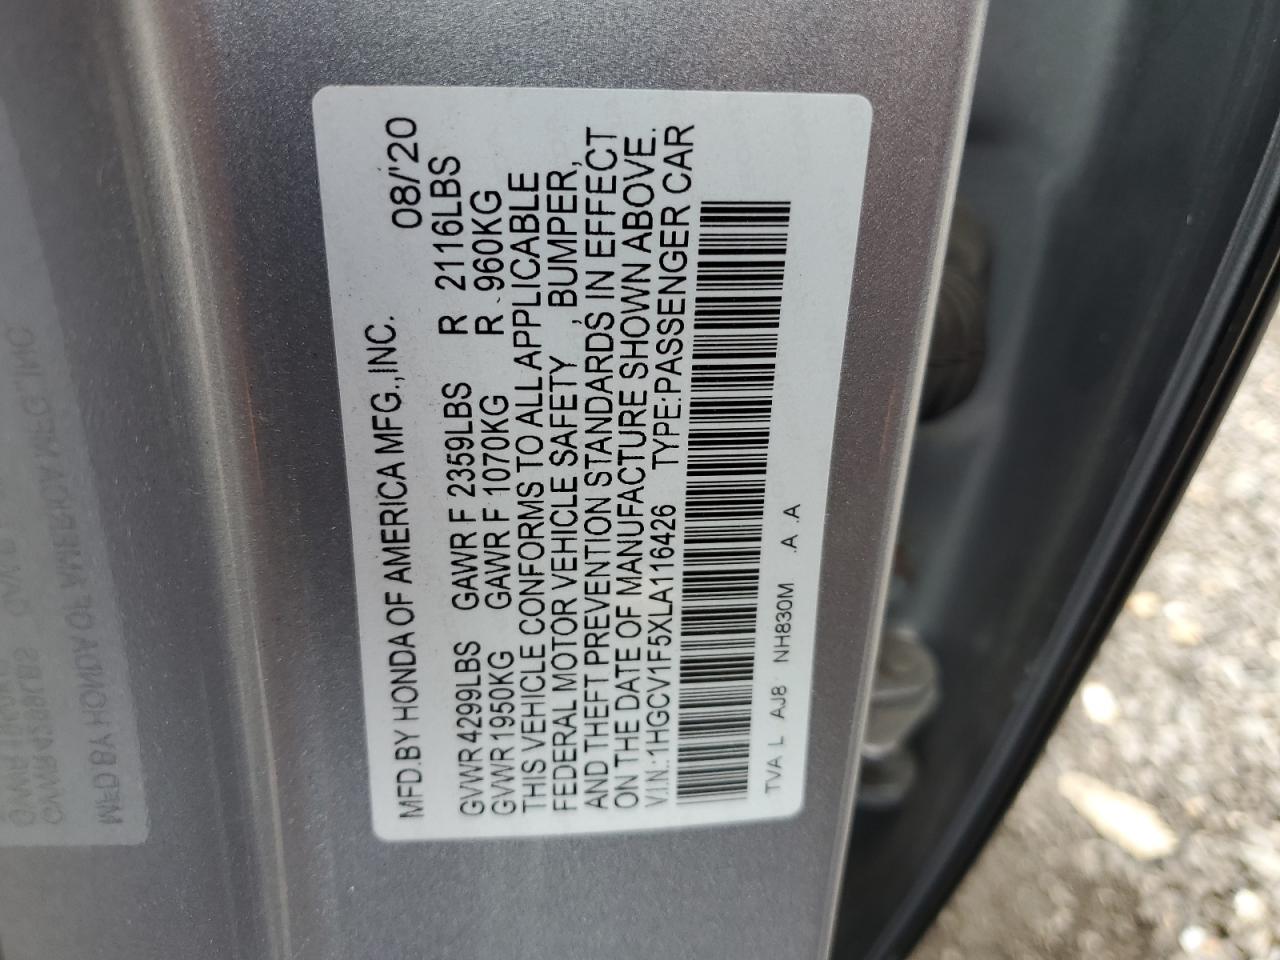 MFD.BY HONDA OF AMERICA MFG.,INC. 08/'20
GVWR 4299LBS GAWR F 2359LBS R 2116LBS
GVWR 1950KG GAWR F 1070KG R 960KG
THIS VEHICLE CONFORMS TO ALL APPLICABLE
FEDERAL MOTOR VEHICLE SAFETY , BUMPER,
AND THEFT PREVENTION STANDARDS IN EFFECT
ON THE DATE OF MANUFACTURE SHOWN ABOVE.
V.I.N.:1HGCV1F5XLA116426 TYPE:PASSENGER CAR
TVA L AJ8 NH830M .A .A